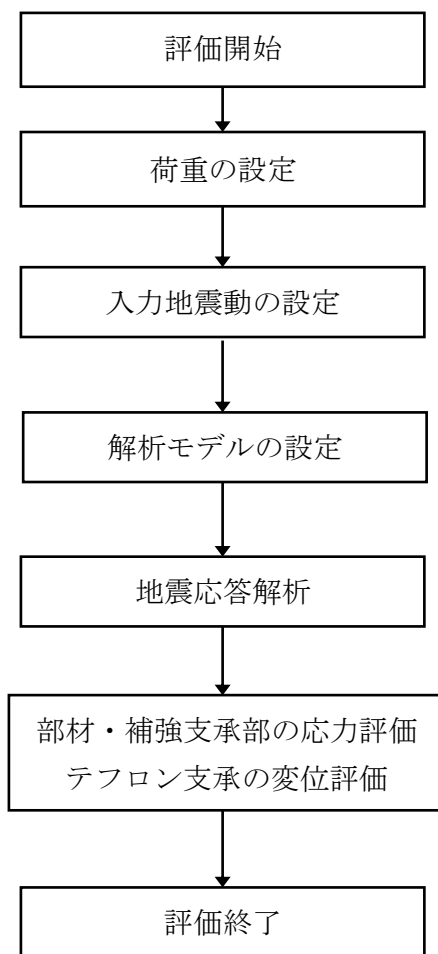 評価開始
荷重の設定
入力地震動の設定
解析モデルの設定
地震応答解析
部材・補強支承部の応力評価
テフロン支承の変位評価
評価終了